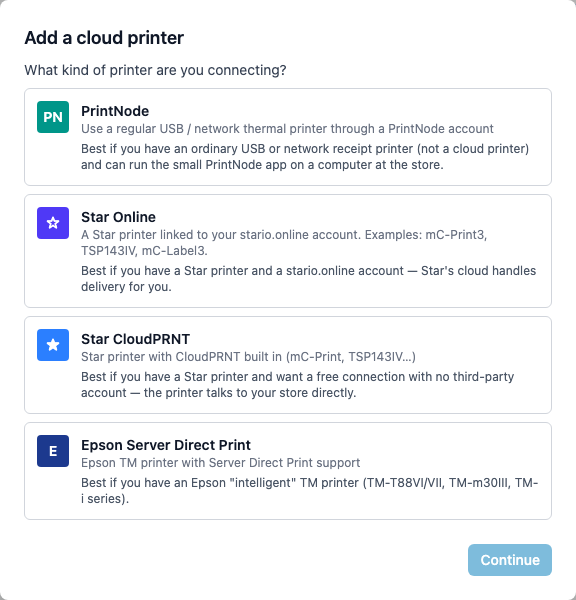 Add a cloud printer
What kind of printer are you connecting?
PN
PrintNode
Use a regular USB / network thermal printer through a PrintNode account
Best if you have an ordinary USB or network receipt printer (not a cloud printer)
and can run the small PrintNode app on a computer at the store.
Star Online
A Star printer linked to your stario.online account. Examples: mC-Print3,
TSP143IV, mC-Label3.
Best if you have a Star printer and a stario.online account — Star's cloud handles
delivery for you.
Star CloudPRNT
Star printer with CloudPRNT built in (mC-Print, TSP143IV...)
Best if you have a Star printer and want a free connection with no third-party
account — the printer talks to your store directly.
E
Epson Server Direct Print
Epson TM printer with Server Direct Print support
Best if you have an Epson "intelligent" TM printer (TM-T88VI/VII, TM-m30III, TM-
i series).
Continue